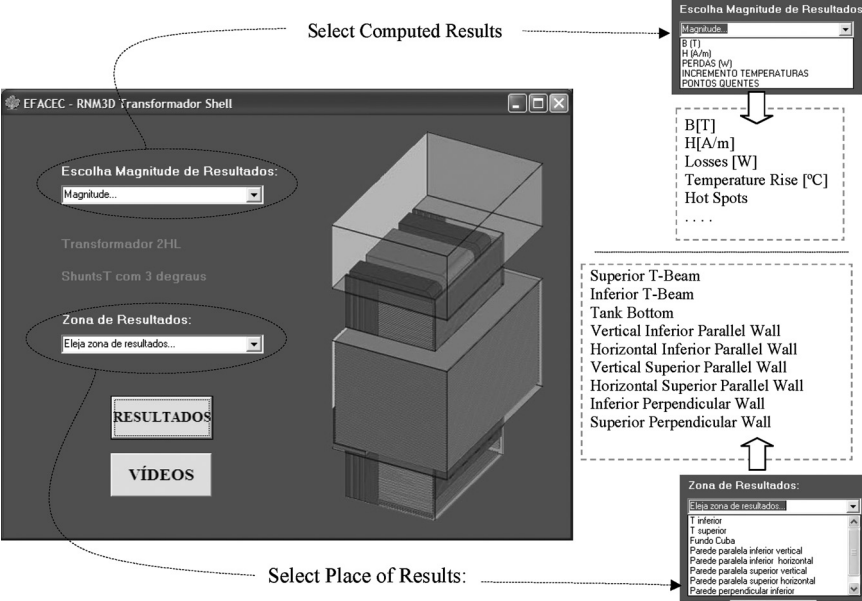 Select Computed Results
Escolha Magnitude de Resultados
Magnitude...
B (T)
H (A/m)
PERDAS (W)
INCREMENTO TEMPERATURAS
PONTOS QUENTES
B[T]
H[A/m]
Losses [W]
Temperature Rise [ºC]
Hot Spots
. . . .
EFACEC - RNM3D Transformador Shell
Escolha Magnitude de Resultados:
Magnitude...
Transformador 2HL
ShuntsT com 3 degraus
Zona de Resultados:
Eleja zona de resultados...
RESULTADOS
VÍDEOS
Superior T-Beam
Inferior T-Beam
Tank Bottom
Vertical Inferior Parallel Wall
Horizontal Inferior Parallel Wall
Vertical Superior Parallel Wall
Horizontal Superior Parallel Wall
Inferior Perpendicular Wall
Superior Perpendicular Wall
Select Place of Results:
Zona de Resultados:
Eleja zona de resultados...
T inferior
T superior
Fundo Cuba
Parede paralela inferior vertical
Parede paralela inferior horizontal
Parede paralela superior vertical
Parede paralela superior horizontal
Parede perpendicular inferior